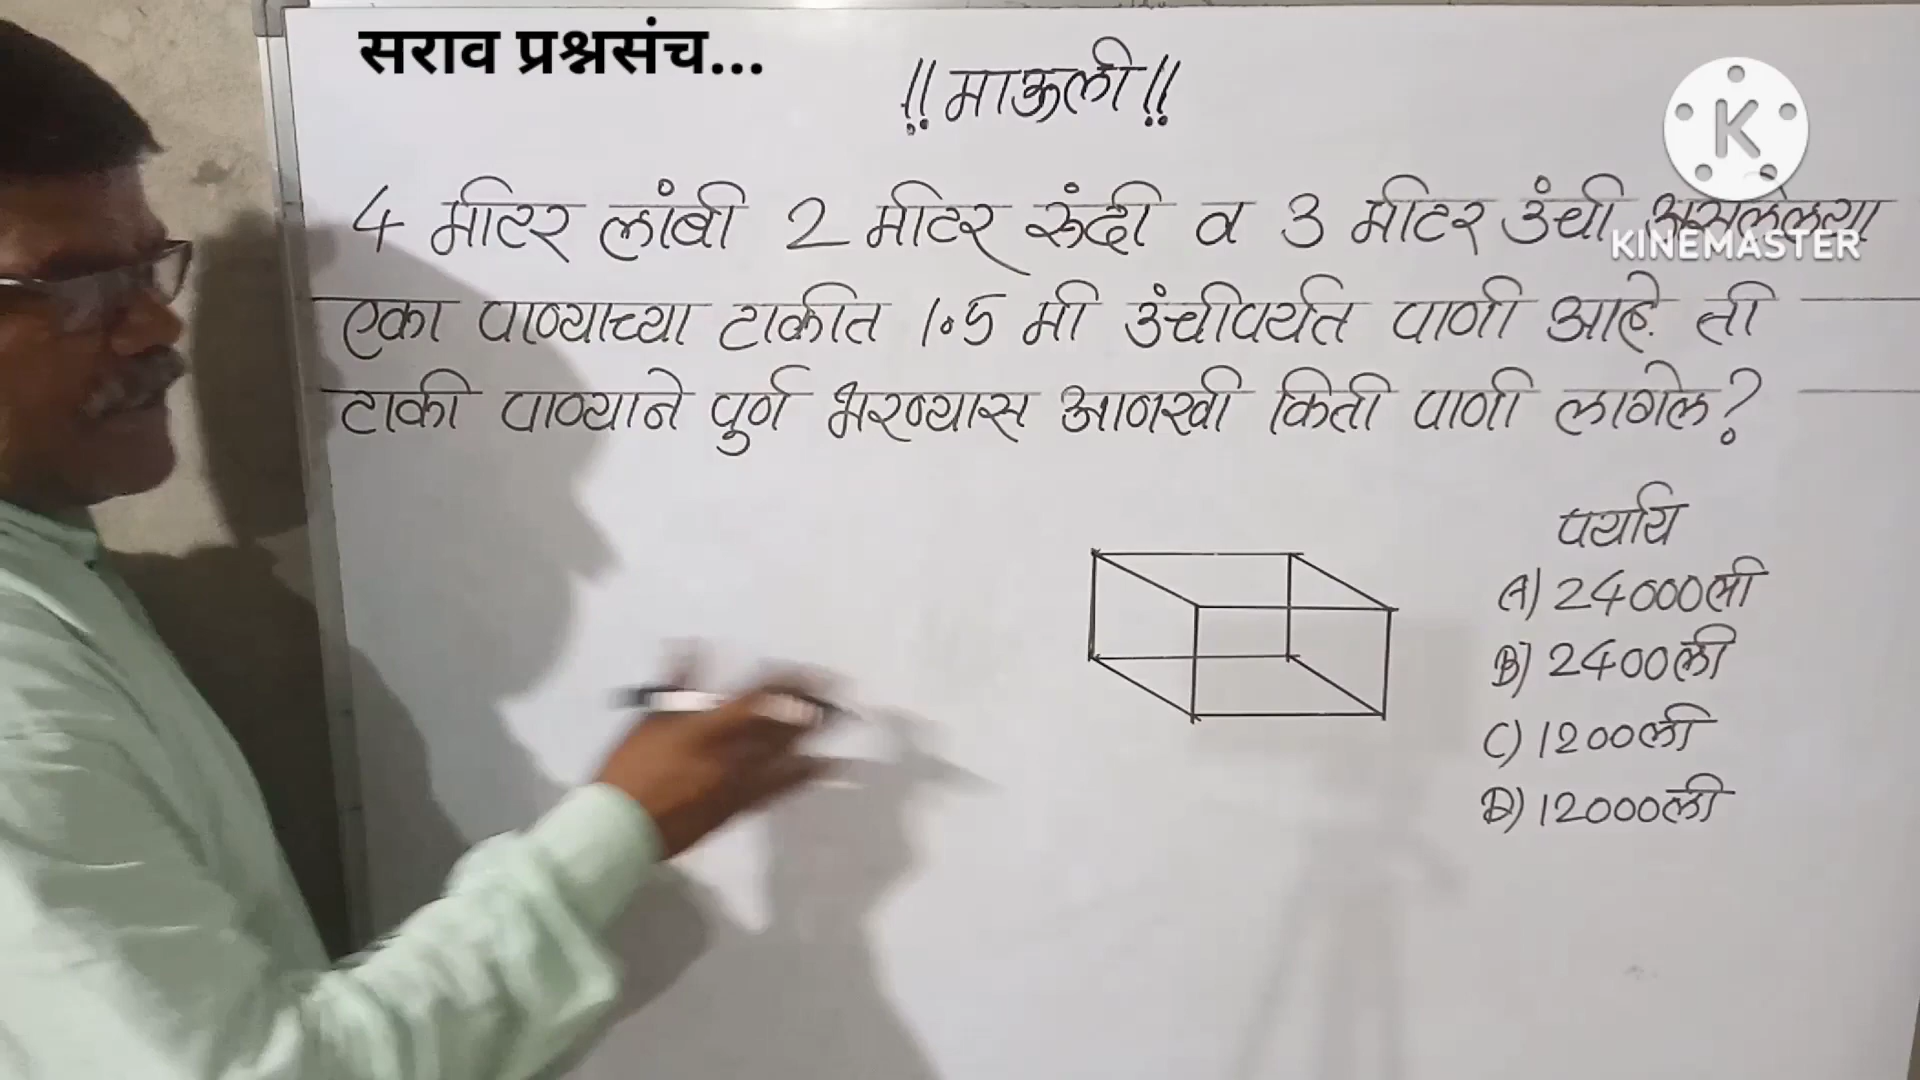 सराव प्रश्नसंच...
!! माऊली !!
K
KINEMASTER
4 मीटर लांबी 2 मीटर रुंदी व 3 मीटर उंची असलेल्या
एका पाण्याच्या टाकीत 1.5 मी उंचीपर्यंत पाणी आहे. ती
टाकी पाण्याने पुर्ण भरण्यास आणखी किती पाणी लागेल?
पर्याय
A) 24000ली
B) 2400ली
C) 1200ली
D) 12000ली